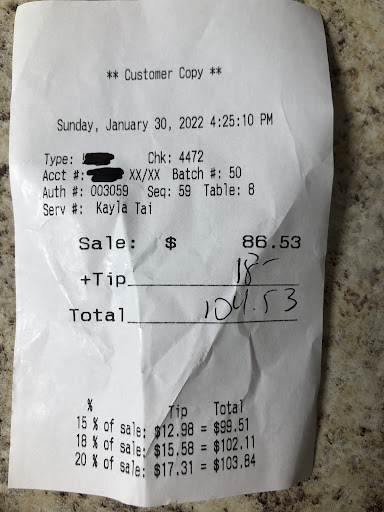 ** Customer Copy **
Sunday, January 30, 2022 4:25:10 PM
Type: Chk: 4472
Acct #: XX/XX Batch #: 50
Auth #: 003059 Seq: 59 Table: 8
Serv #: Kayla Tai
Sale: $ 86.53
+Tip 18-
Total 104.53
% Tip Total
15 % of sale: $12.98 = $99.51
18 % of sale: $15.58 = $102.11
20 % of sale: $17.31 = $103.84